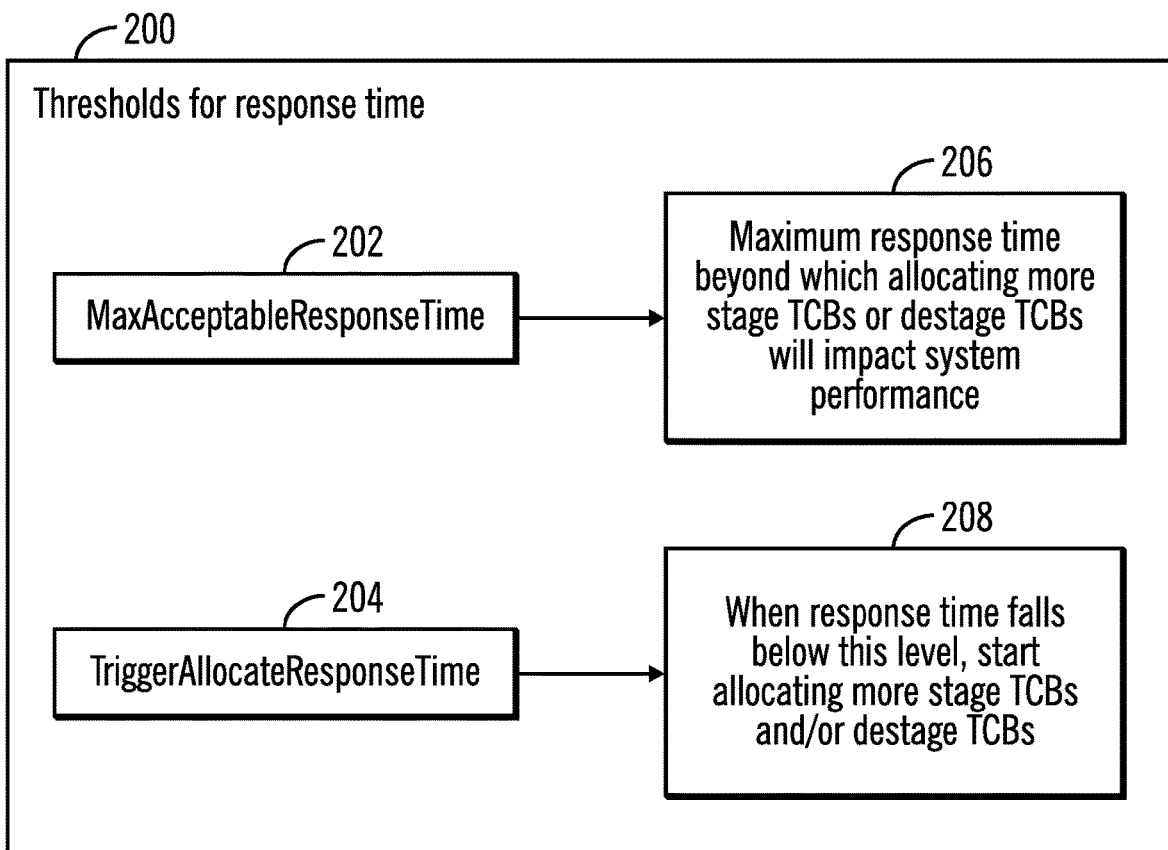 200
Thresholds for response time
202
MaxAcceptableResponseTime
206
Maximum response time
beyond which allocating more
stage TCBs or destage TCBs
will impact system
performance
204
TriggerAllocateResponseTime
208
When response time falls
below this level, start
allocating more stage TCBs
and/or destage TCBs